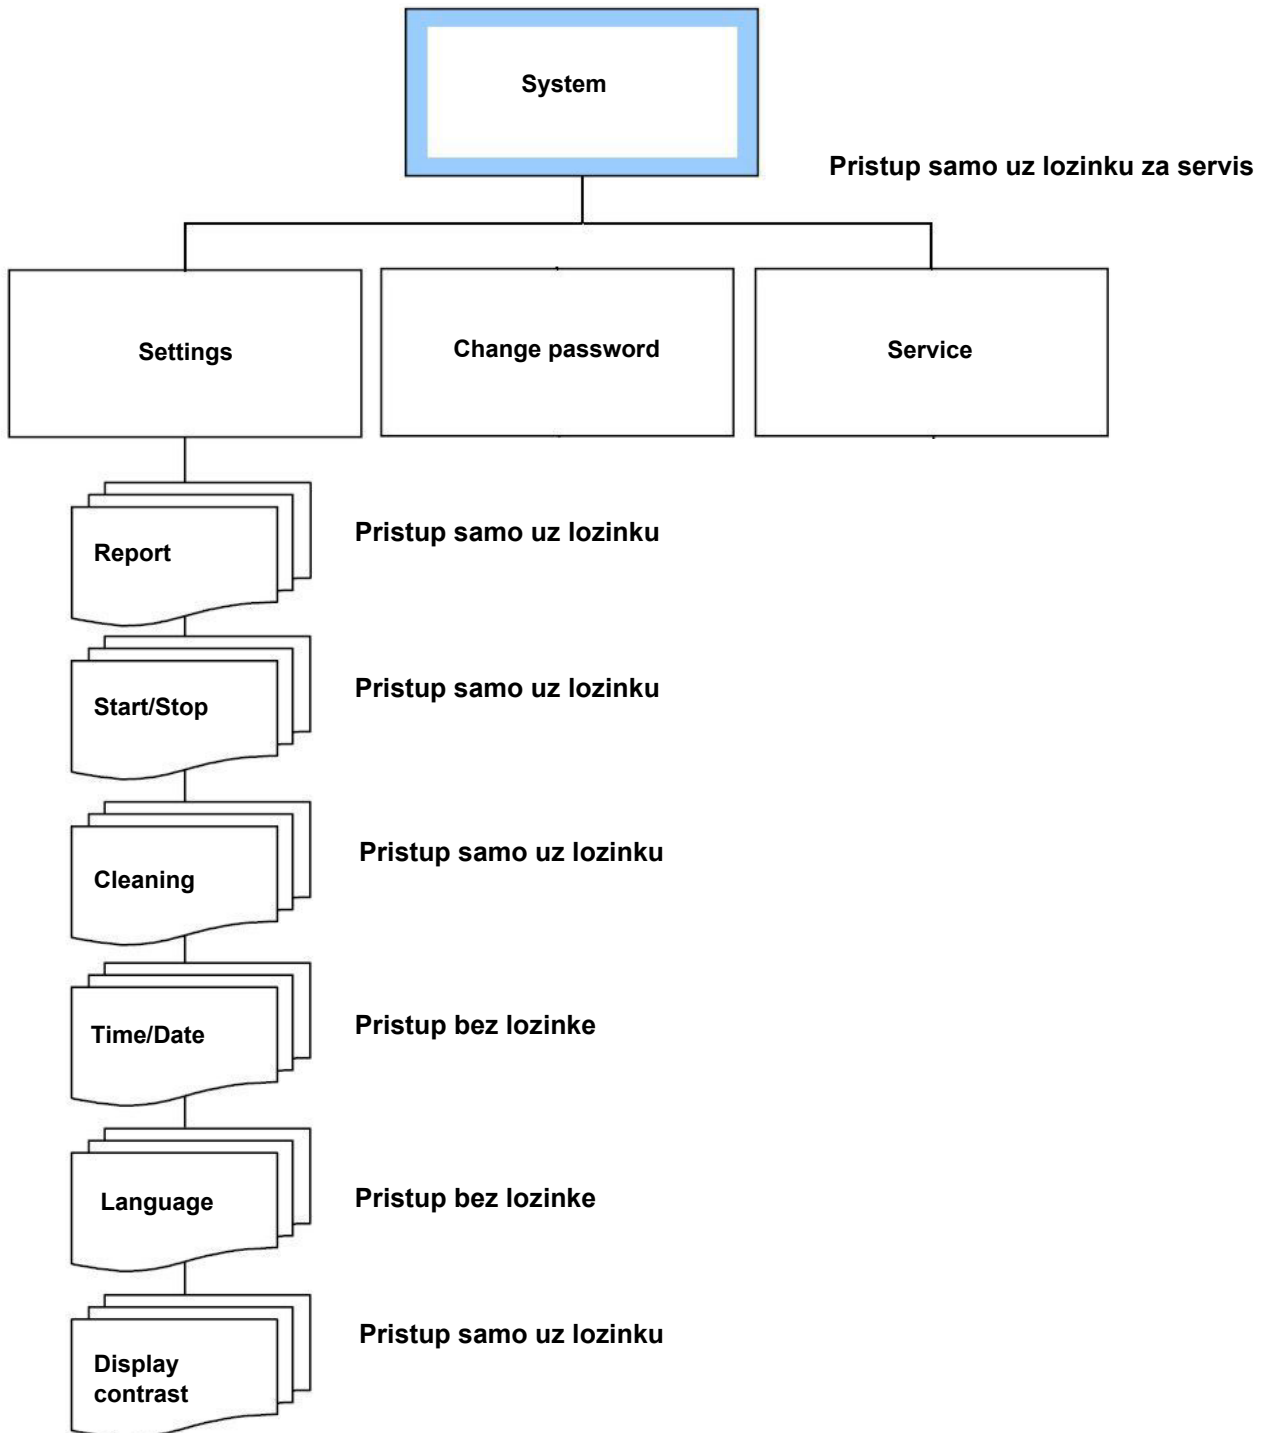 System
Pristup samo uz lozinku za servis
Settings
Change password
Service
Report
Pristup samo uz lozinku
Start/Stop
Pristup samo uz lozinku
Cleaning
Pristup samo uz lozinku
Time/Date
Pristup bez lozinke
Language
Pristup bez lozinke
Display
contrast
Pristup samo uz lozinku